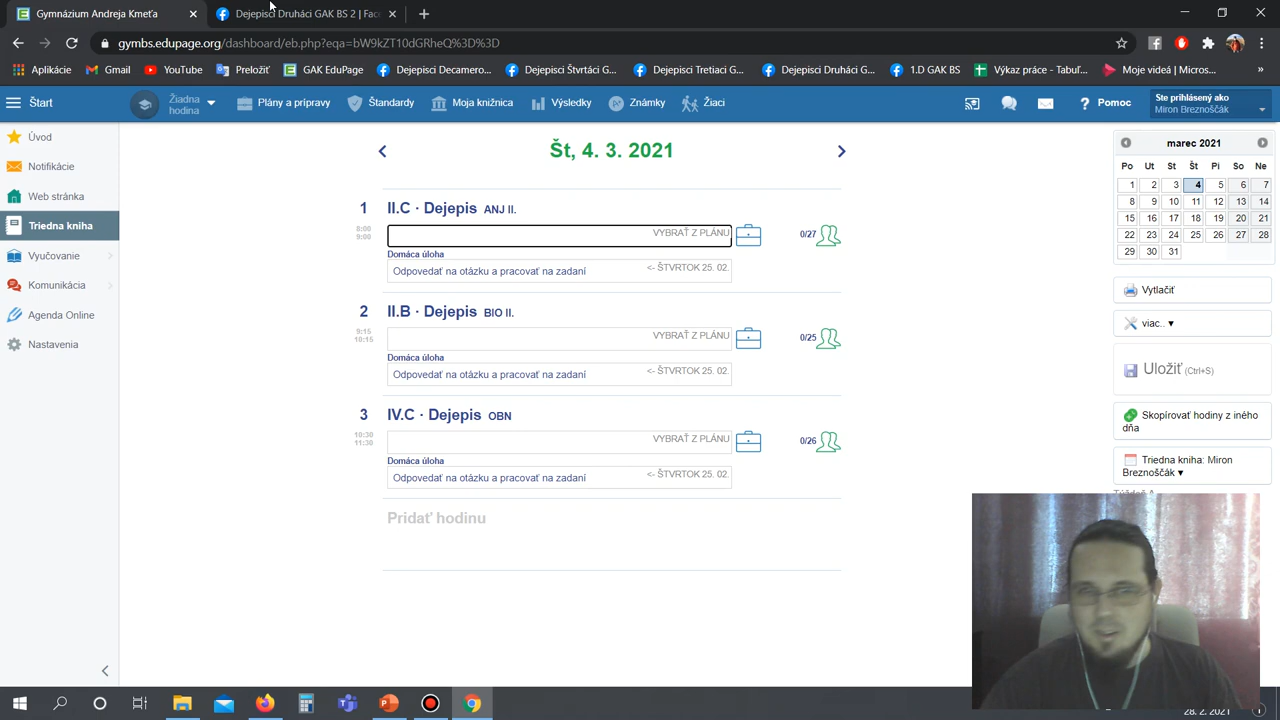 Gymnázium Andreja Kmeťa
Dejepisci Druháci GAK BS 2 | Fac
gymbs.edupage.org/dashboard/eb.php?eqa=bW9kZT10dGRheQ%3D%3D
Aplikácie
Gmail
YouTube
Preložiť
GAK EduPage
Dejepisci Decamero...
Dejepisci Štvrtáci G...
Dejepisci Tretiaci G...
Dejepisci Druháci G...
1.D GAK BS
Výkaz práce - Tabuľ...
Moje videá | Micros...
»
Štart
Žiadna
hodina
Plány a prípravy
Štandardy
Moja knižnica
Výsledky
Známky
Žiaci
Pomoc
Ste prihlásený ako
Miron Breznoščák
Úvod
Notifikácie
Web stránka
Triedna kniha
Vyučovanie
Komunikácia
Agenda Online
Nastavenia
Št, 4. 3. 2021
1 II.C · Dejepis ANJ II.
8:00
9:00
VYBRAŤ Z PLÁNU
0/27
Domáca úloha
Odpovedať na otázku a pracovať na zadaní <- ŠTVRTOK 25. 02.
2 II.B · Dejepis BIO II.
9:15
10:15
VYBRAŤ Z PLÁNU
0/25
Domáca úloha
Odpovedať na otázku a pracovať na zadaní <- ŠTVRTOK 25. 02.
3 IV.C · Dejepis OBN
10:30
11:30
VYBRAŤ Z PLÁNU
0/26
Domáca úloha
Odpovedať na otázku a pracovať na zadaní <- ŠTVRTOK 25. 02.
Pridať hodinu
marec 2021
Po Ut St Št Pi So Ne
1 2 3 4 5 6 7
8 9 10 11 12 13 14
15 16 17 18 19 20 21
22 23 24 25 26 27 28
29 30 31
Vytlačiť
viac.. ▼
Uložiť (Ctrl+S)
Skopírovať hodiny z iného
dňa
Triedna kniha: Miron
Breznoščák ▼
28. 2. 2021